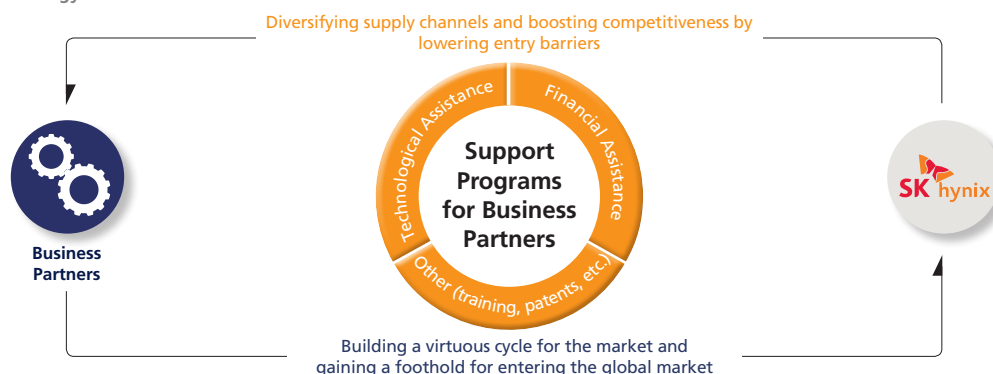 Diversifying supply channels and boosting competitiveness by
lowering entry barriers
Technological Assistance
Financial Assistance
Support
Programs
for Business
Partners
Other (training, patents, etc.)
Business
Partners
SK hynix
Building a virtuous cycle for the market and
gaining a foothold for entering the global market